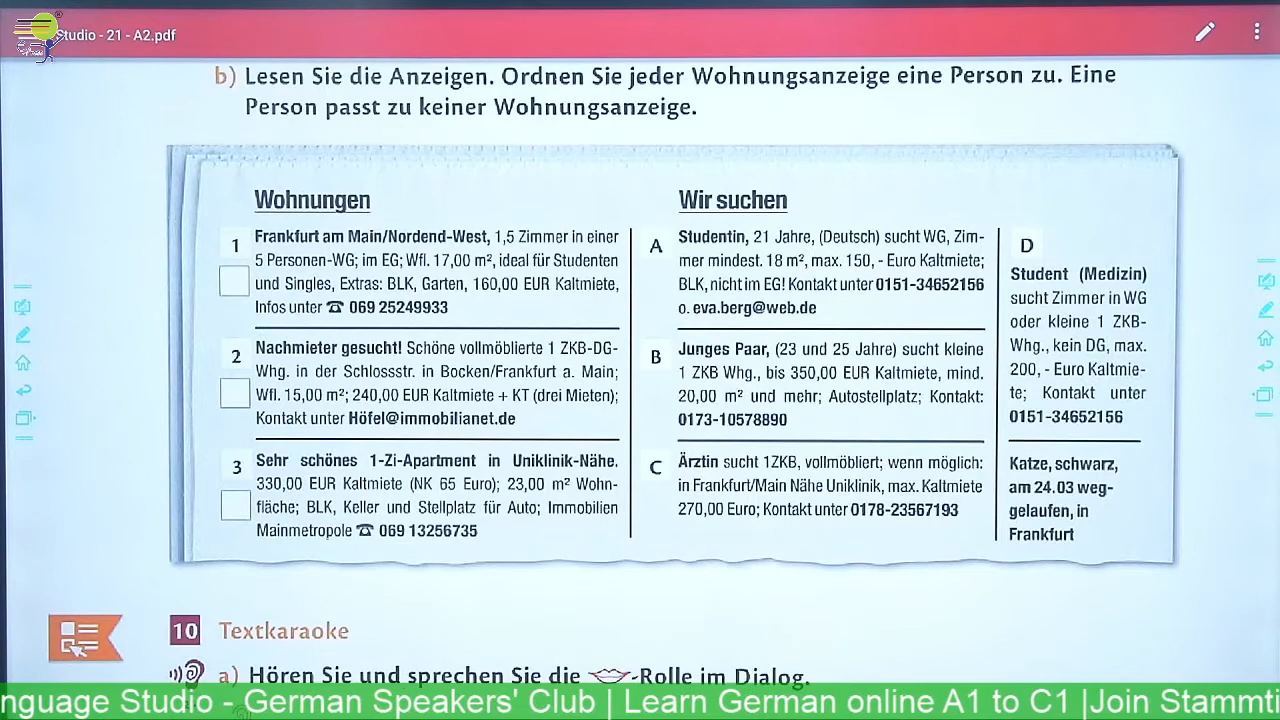 Studio - 21 - A2.pdf
b) Lesen Sie die Anzeigen. Ordnen Sie jeder Wohnungsanzeige eine Person zu. Eine
Person passt zu keiner Wohnungsanzeige.
Wohnungen
1
Frankfurt am Main/Nordend-West, 1,5 Zimmer in einer
5 Personen-WG; im EG; Wfl. 17,00 m², ideal für Studenten
und Singles, Extras: BLK, Garten, 160,00 EUR Kaltmiete,
Infos unter ☎ 069 25249933
2
Nachmieter gesucht! Schöne vollmöblierte 1 ZKB-DG-
Whg. in der Schlossstr. in Bocken/Frankfurt a. Main;
Wfl. 15,00 m²; 240,00 EUR Kaltmiete + KT (drei Mieten);
Kontakt unter Höfel@immobilianet.de
3
Sehr schönes 1-Zi-Apartment in Uniklinik-Nähe.
330,00 EUR Kaltmiete (NK 65 Euro); 23,00 m² Wohn-
fläche; BLK, Keller und Stellplatz für Auto; Immobilien
Mainmetropole ☎ 069 13256735
Wir suchen
A
Studentin, 21 Jahre, (Deutsch) sucht WG, Zim-
mer mindest. 18 m², max. 150, - Euro Kaltmiete;
BLK, nicht im EG! Kontakt unter 0151-34652156
o. eva.berg@web.de
B
Junges Paar, (23 und 25 Jahre) sucht kleine
1 ZKB Whg., bis 350,00 EUR Kaltmiete, mind.
20,00 m² und mehr; Autostellplatz; Kontakt:
0173-10578890
C
Ärztin sucht 1ZKB, vollmöbliert; wenn möglich:
in Frankfurt/Main Nähe Uniklinik, max. Kaltmiete
270,00 Euro; Kontakt unter 0178-23567193
D
Student (Medizin)
sucht Zimmer in WG
oder kleine 1 ZKB-
Whg., kein DG, max.
200, - Euro Kaltmie-
te; Kontakt unter
0151-34652156
Katze, schwarz,
am 24.03 weg-
gelaufen, in
Frankfurt
10 Textkaraoke
a) Hören Sie und sprechen Sie die -Rolle im Dialog.
nguage Studio - German Speakers' Club | Learn German online A1 to C1 |Join Stammti